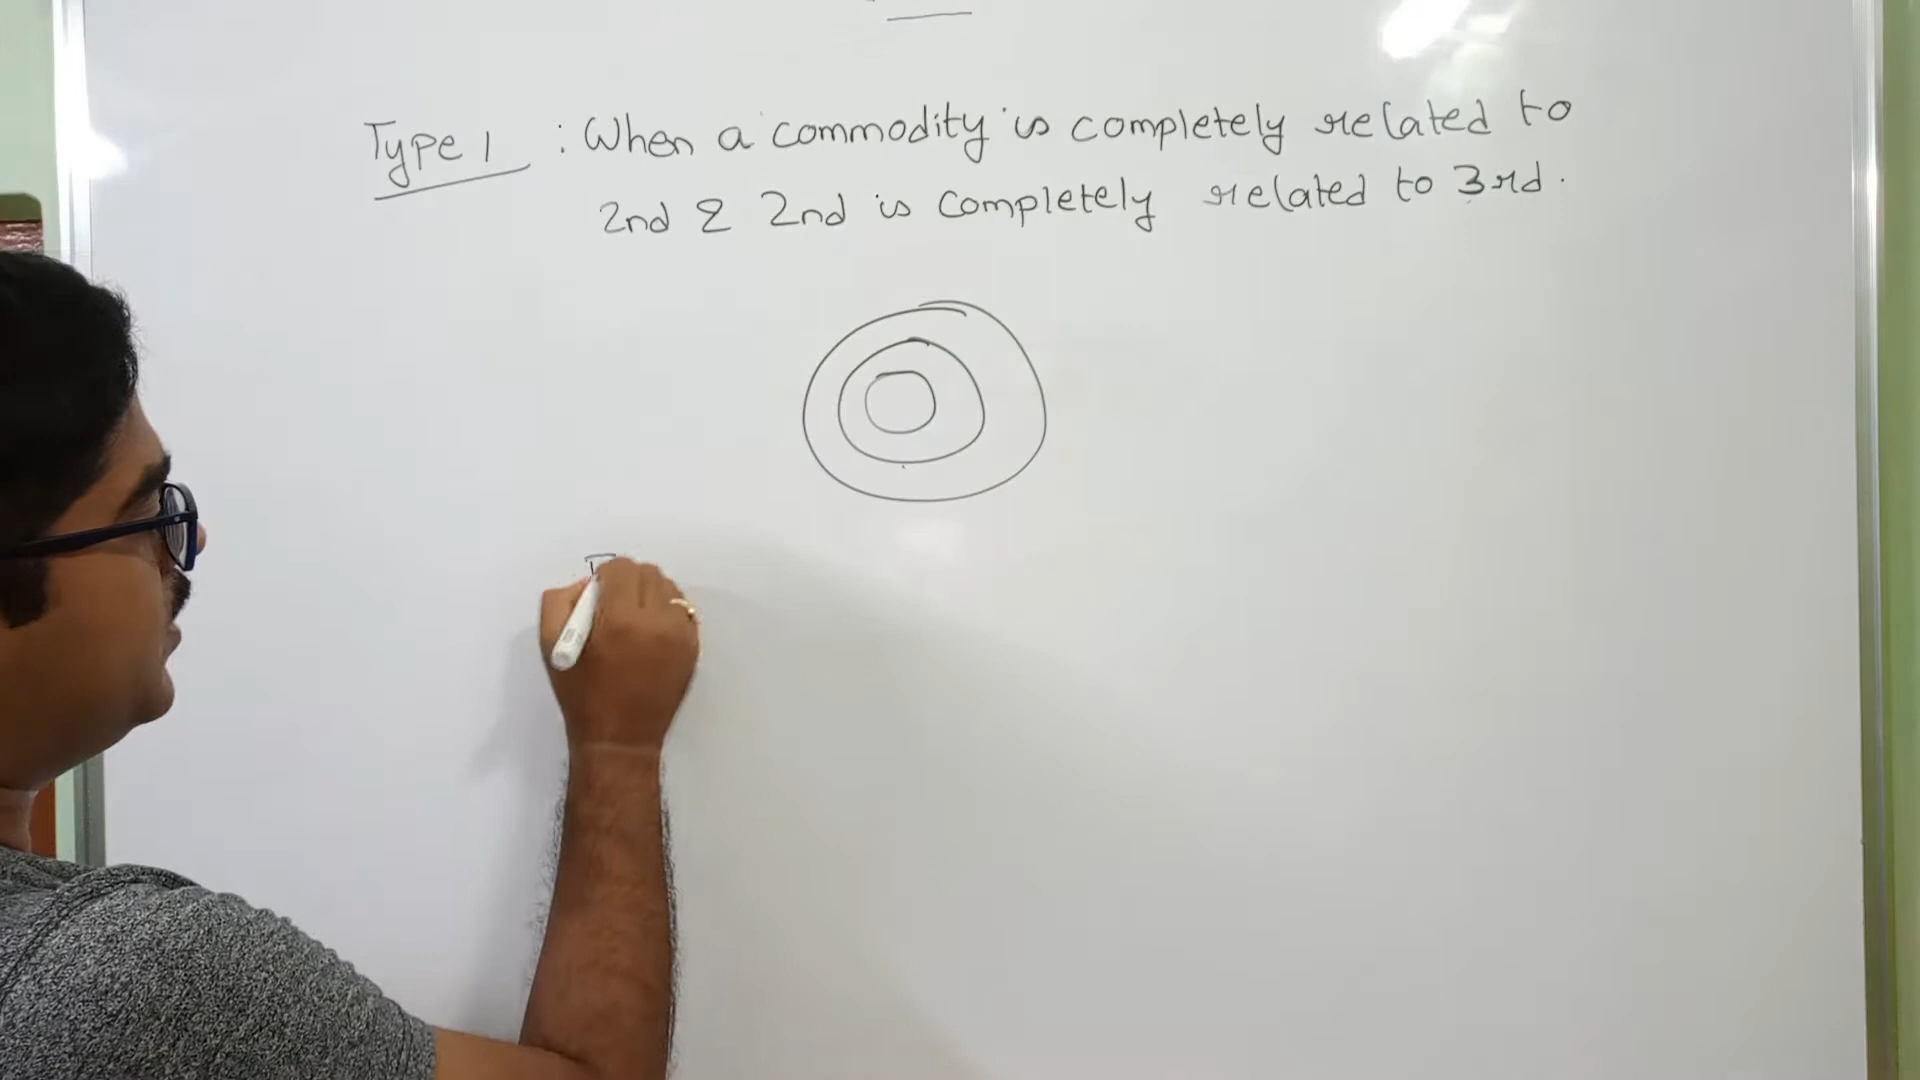 Type 1 : When a commodity is completely related to
2nd & 2nd is completely related to 3rd.